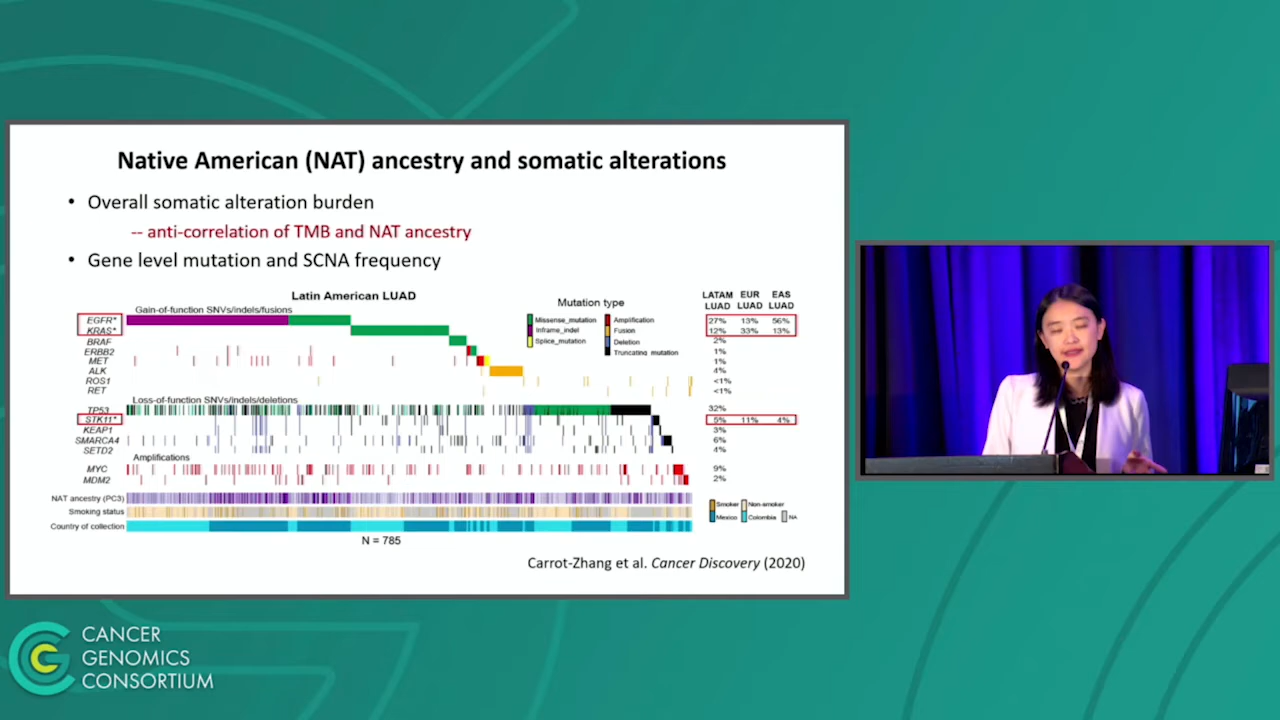 Native American (NAT) ancestry and somatic alterations
• Overall somatic alteration burden
-- anti-correlation of TMB and NAT ancestry
• Gene level mutation and SCNA frequency
Latin American LUAD
Gain-of-function SNVs/indels/fusions
Mutation type
Missense_mutation
Inframe_indel
Splice_mutation
Amplification
Fusion
Deletion
Truncating_mutation
LATAM LUAD EUR LUAD EAS LUAD
EGFR* 27% 13% 56%
KRAS* 12% 33% 13%
BRAF 2%
ERBB2 1%
MET 1%
ALK 4%
ROS1 <1%
RET <1%
Loss-of-function SNVs/indels/deletions
TP53 32%
STK11* 5% 11% 4%
KEAP1 3%
SMARCA4 6%
SETD2 4%
Amplifications
MYC 9%
MDM2 2%
NAT ancestry (PC3)
Smoking status
Country of collection
Smoker Non-smoker
Mexico Colombia NA
N = 785
Carrot-Zhang et al. Cancer Discovery (2020)
CANCER
GENOMICS
CONSORTIUM